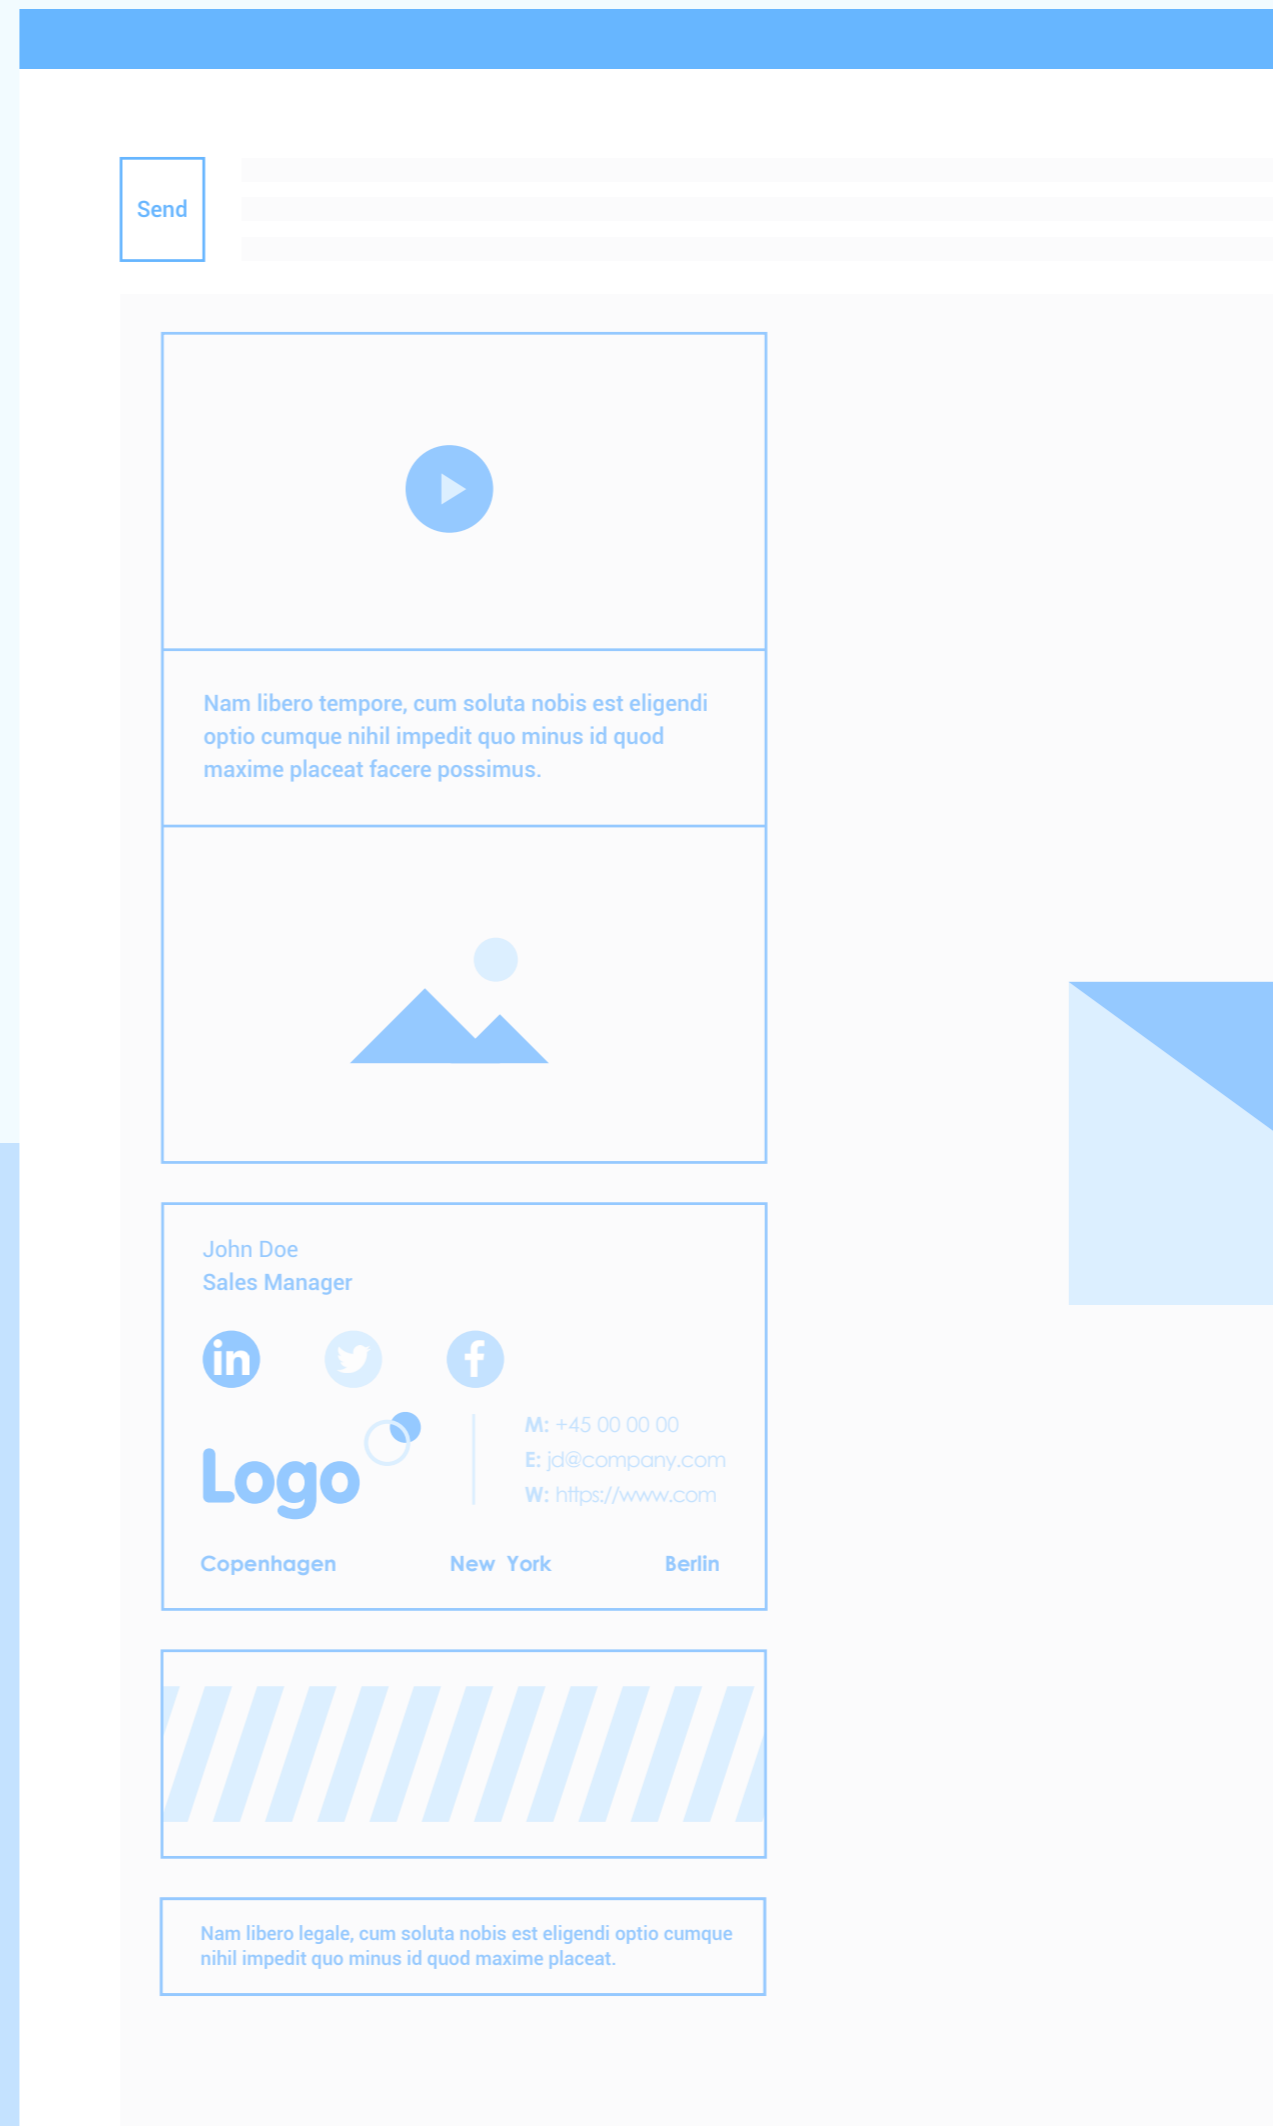 Send
Nam libero tempore, cum soluta nobis est eligendi
optio cumque nihil impedit quo minus id quod
maxime placeat facere possimus.
John Doe
Sales Manager
in
f
Logo
M: +45 00 00 00
E: jd@company.com
W: https://www.com
Copenhagen New York Berlin
Nam libero legale, cum soluta nobis est eligendi optio cumque
nihil impedit quo minus id quod maxime placeat.